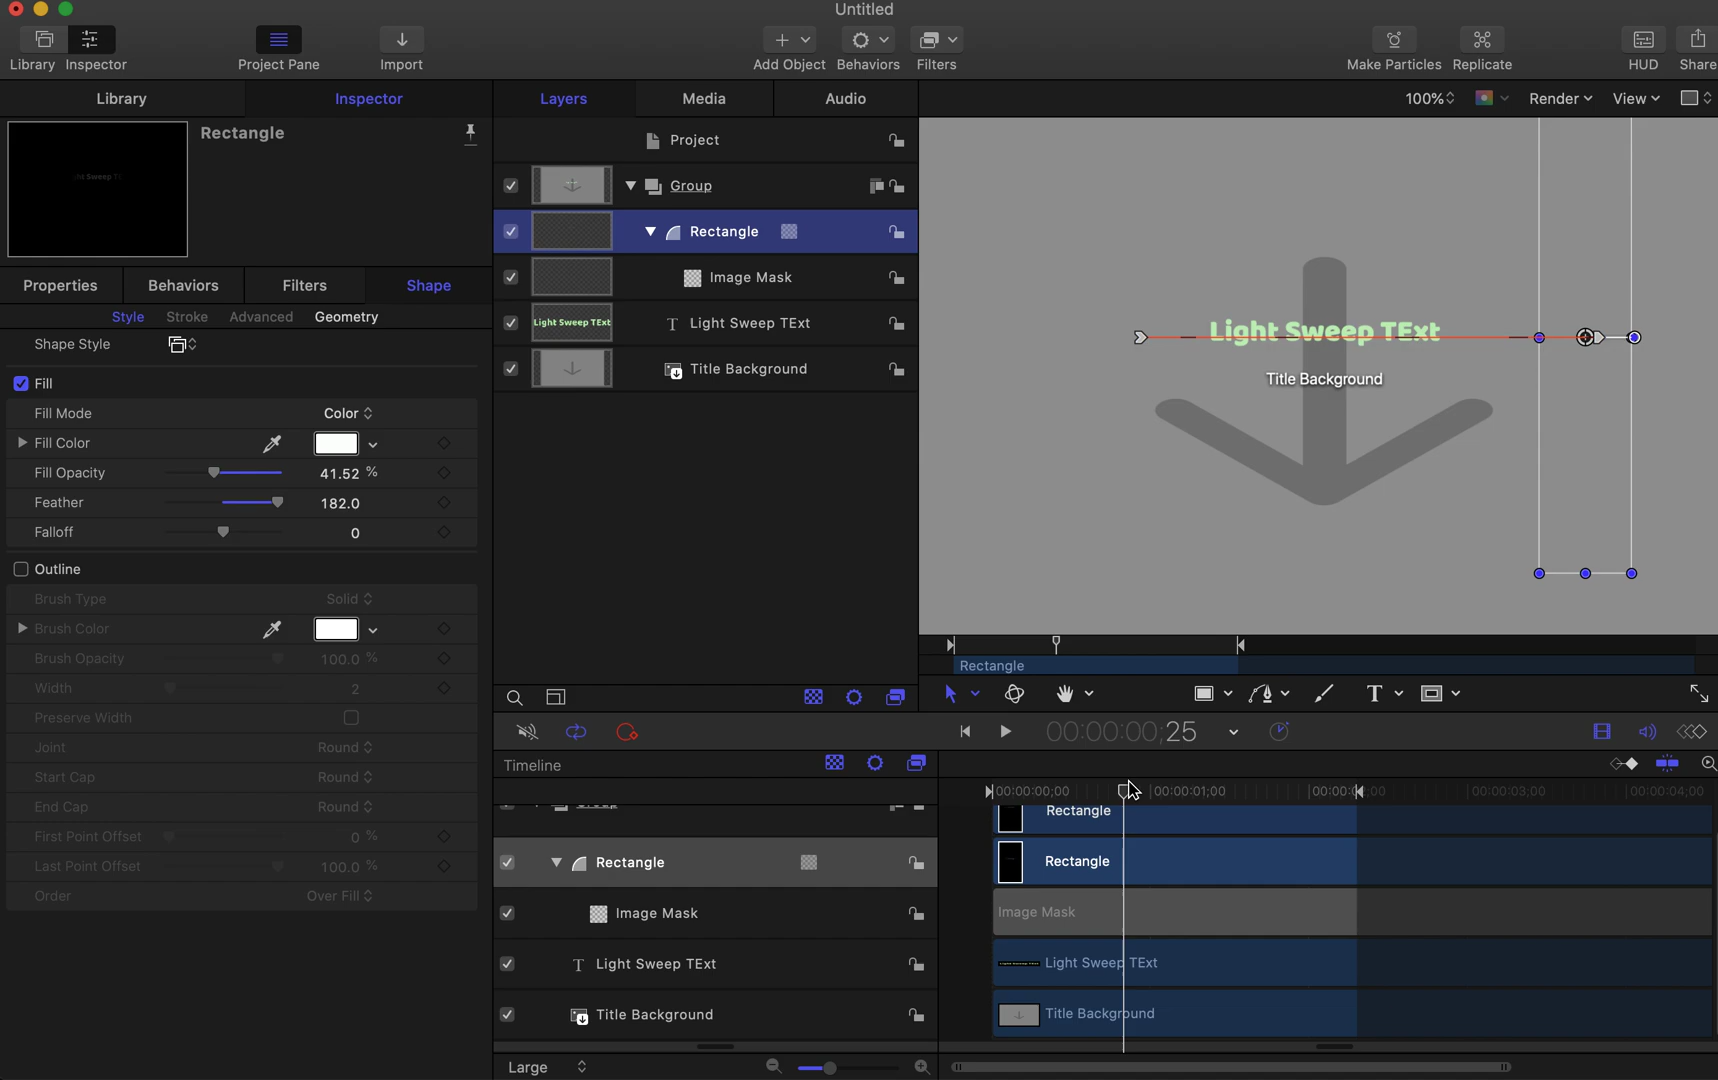 Untitled
Library Inspector
Project Pane
Import
Add Object Behaviors Filters
Make Particles Replicate
HUD Share
Library Inspector
Layers Media Audio
100% Render View
Rectangle
Project
Group
Rectangle
Image Mask
Light Sweep TExt
Light Sweep TExt
Title Background
Properties Behaviors Filters Shape
Style Stroke Advanced Geometry
Shape Style
Fill
Fill Mode Color
Fill Color
Fill Opacity 41.52 %
Feather 182.0
Falloff 0
Outline
Brush Type Solid
Brush Color
Brush Opacity 100.0 %
Width 2
Preserve Width
Joint Round
Start Cap Round
End Cap Round
First Point Offset 0 %
Last Point Offset 100.0 %
Order Over Fill
Light Sweep TExt
Title Background
Rectangle
T
00:00:00;25
Timeline
00:00:00;00 00:00:01;00 00:00:03;00 00:00:04;00
Group
Rectangle
Rectangle Rectangle
Image Mask Image Mask
T Light Sweep TExt Light Sweep TExt
Title Background Title Background
Large